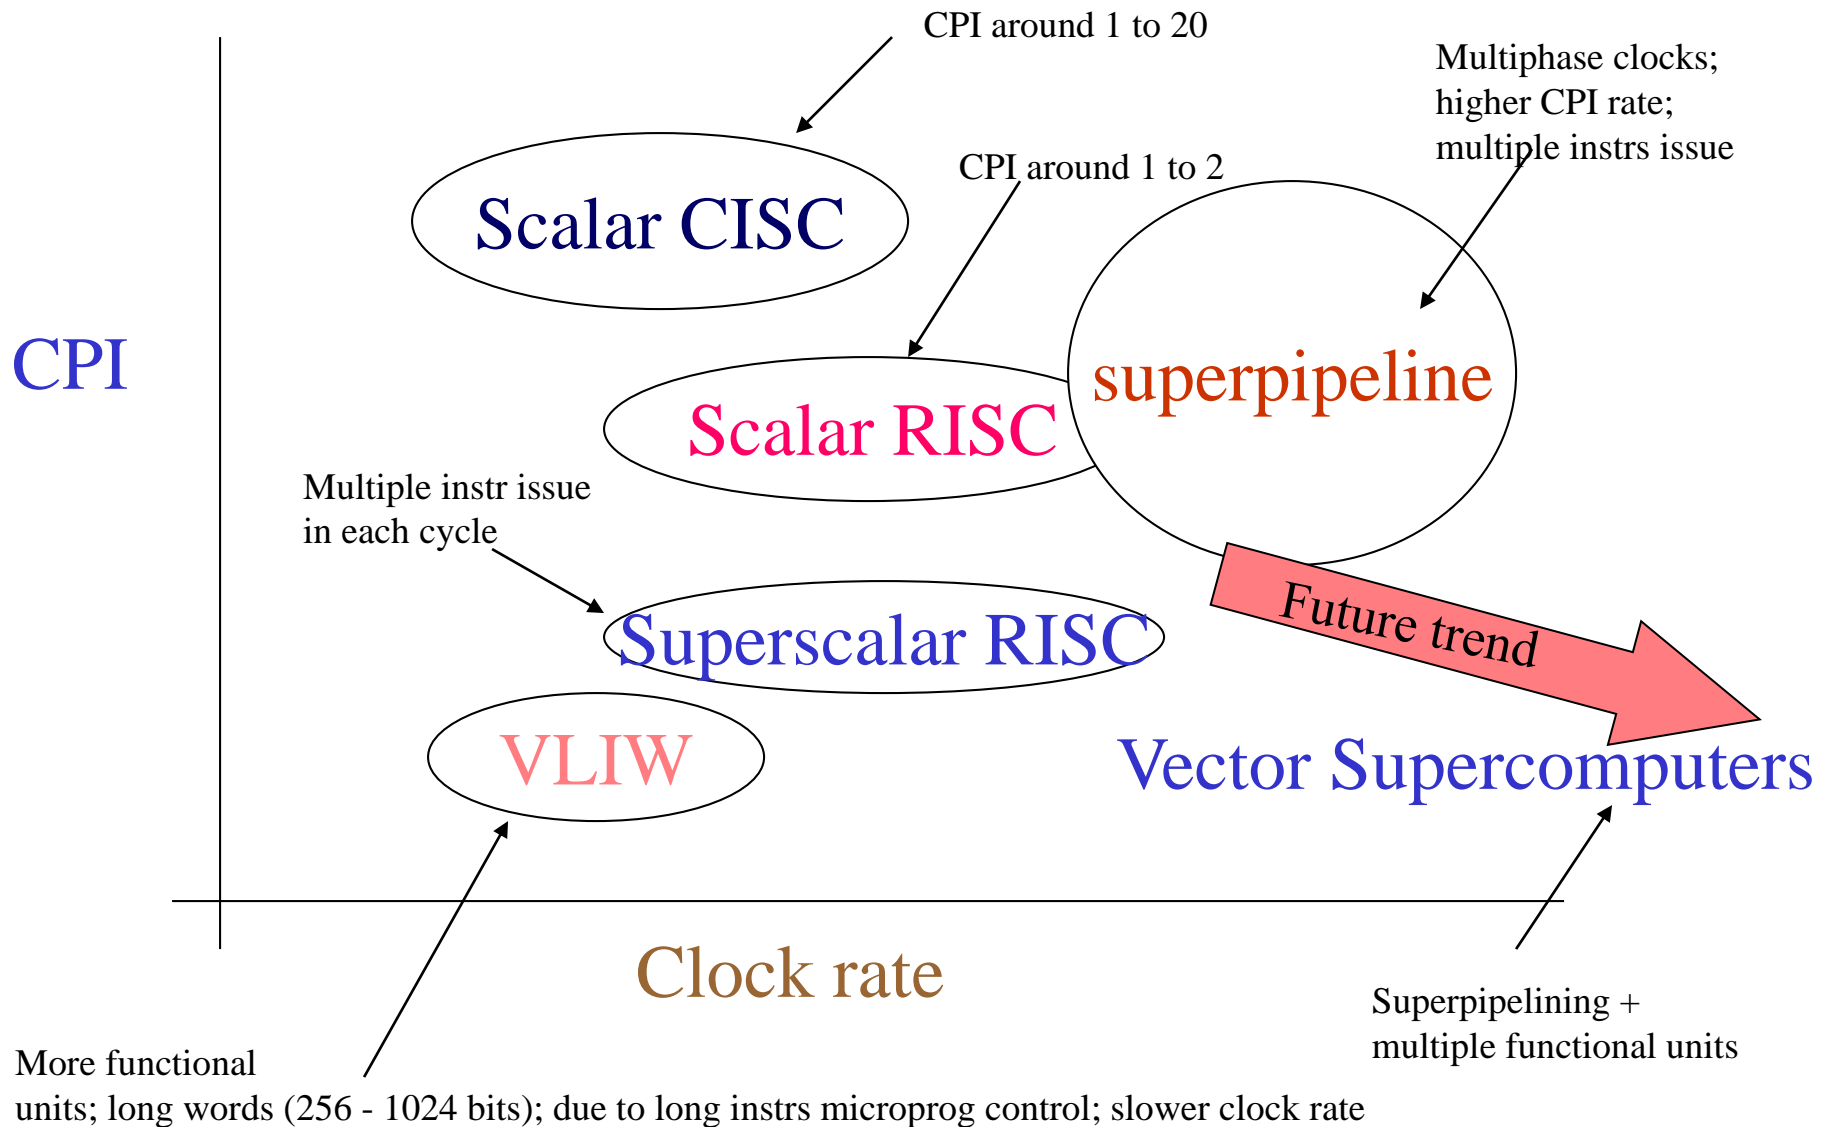 CPI around 1 to 20
Multiphase clocks;
higher CPI rate;
multiple instrs issue
CPI around 1 to 2
Scalar CISC
CPI
superpipeline
Scalar RISC
Multiple instr issue
in each cycle
Future trend
Superscalar RISC
VLIW
Vector Supercomputers
Clock rate
Superpipelining +
multiple functional units
More functional
units; long words (256 - 1024 bits); due to long instrs microprog control; slower clock rate